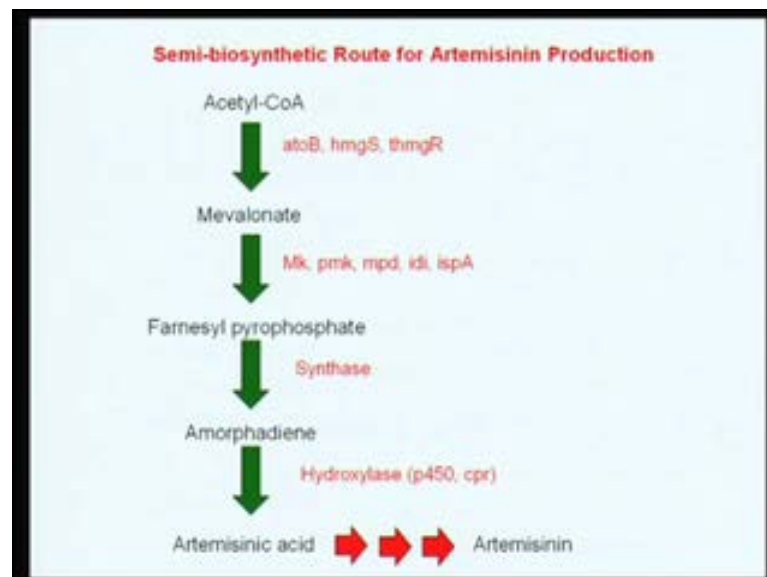 Semi-biosynthetic Route for Artemisinin Production
Acetyl-CoA
atoB, hmgS, thmgR
Mevalonate
Mk, pmk, mpd, idi, ispA
Farnesyl pyrophosphate
Synthase
Amorphadiene
Hydroxylase (p450, cpr)
Artemisinic acid Artemisinin